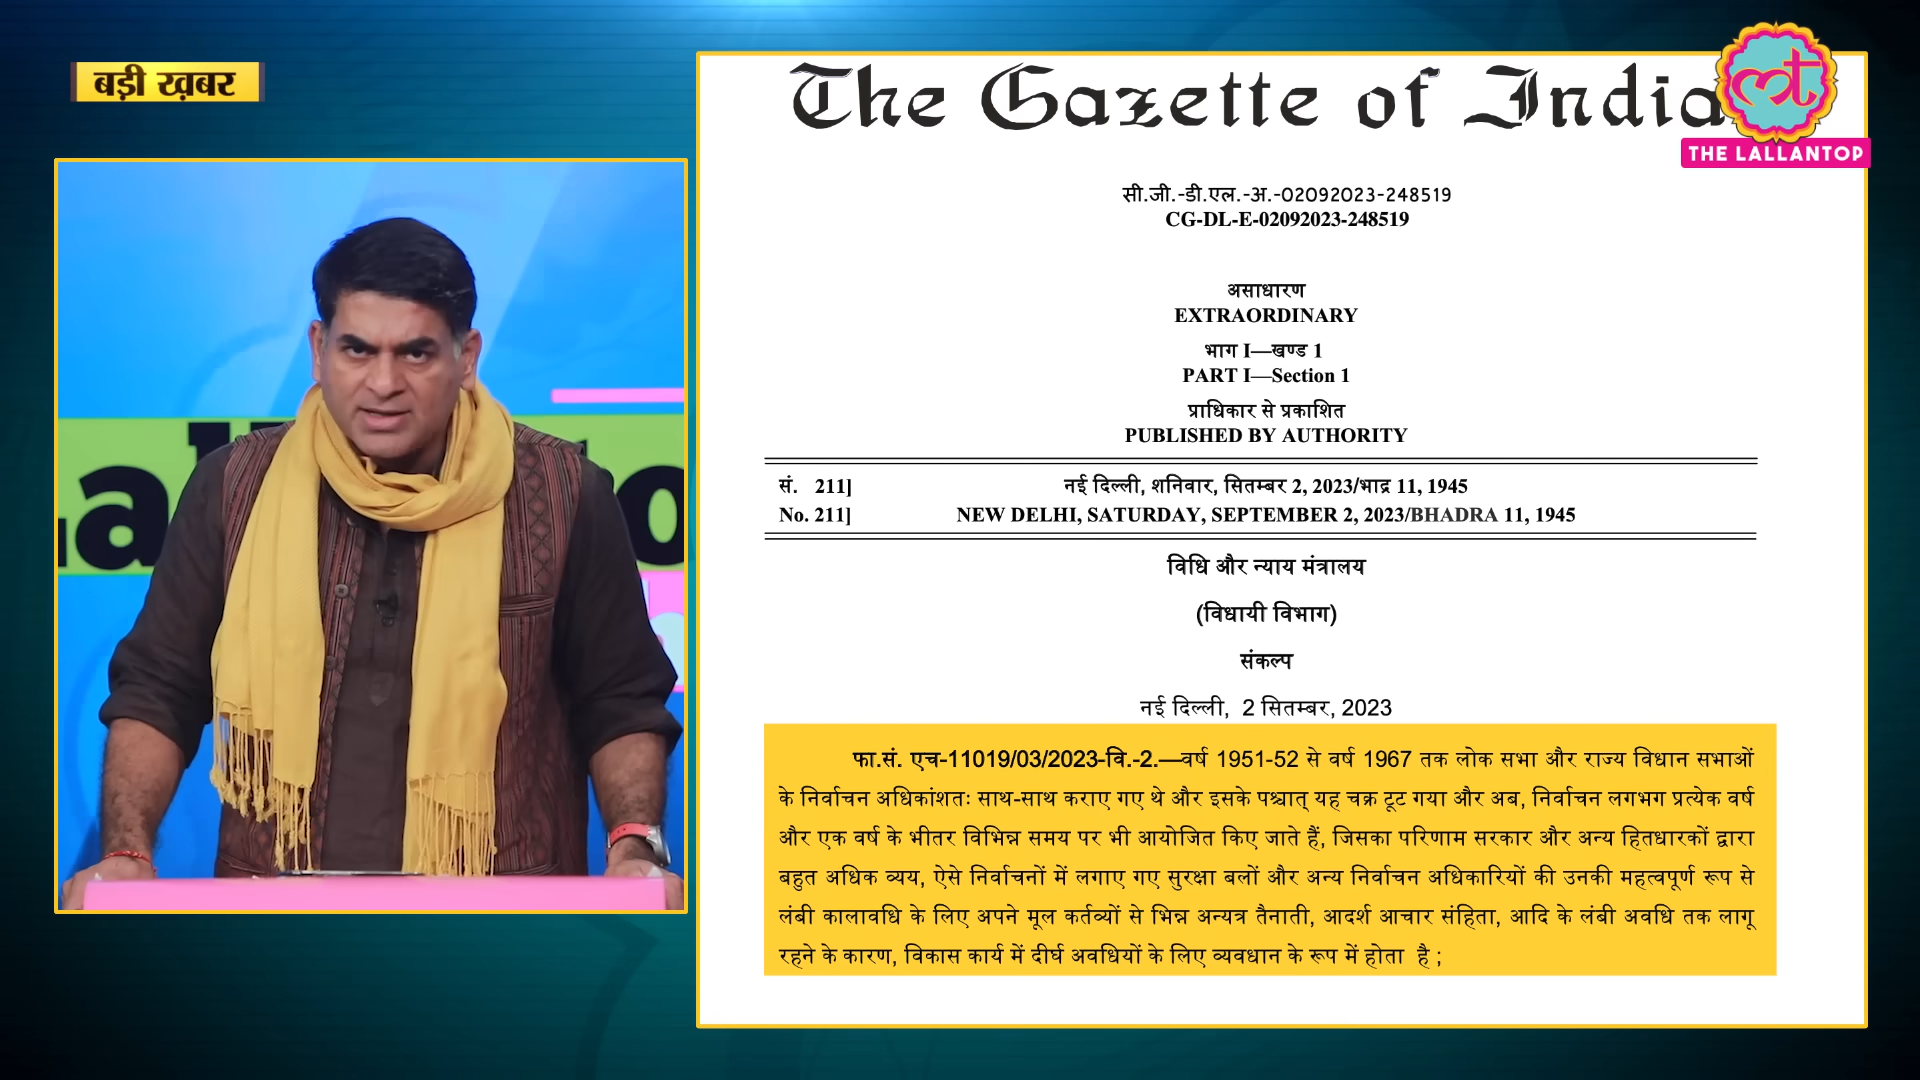 बड़ी ख़बर
The Gazette of India
THE LALLANTOP
सी.जी.-डी.एल.-अ.-02092023-248519
CG-DL-E-02092023-248519
असाधारण
EXTRAORDINARY
भाग I—खण्ड 1
PART I—Section 1
प्राधिकार से प्रकाशित
PUBLISHED BY AUTHORITY
सं. 211] नई दिल्ली, शनिवार, सितम्बर 2, 2023/भाद्र 11, 1945
No. 211] NEW DELHI, SATURDAY, SEPTEMBER 2, 2023/BHADRA 11, 1945
विधि और न्याय मंत्रालय
(विधायी विभाग)
संकल्प
नई दिल्ली, 2 सितम्बर, 2023
फा.सं. एच-11019/03/2023-वि.-2.—वर्ष 1951-52 से वर्ष 1967 तक लोक सभा और राज्य विधान सभाओं
के निर्वाचन अधिकांशतः साथ-साथ कराए गए थे और इसके पश्चात् यह चक्र टूट गया और अब, निर्वाचन लगभग प्रत्येक वर्ष
और एक वर्ष के भीतर विभिन्न समय पर भी आयोजित किए जाते हैं, जिसका परिणाम सरकार और अन्य हितधारकों द्वारा
बहुत अधिक व्यय, ऐसे निर्वाचनों में लगाए गए सुरक्षा बलों और अन्य निर्वाचन अधिकारियों की उनकी महत्वपूर्ण रूप से
लंबी कालावधि के लिए अपने मूल कर्तव्यों से भिन्न अन्यत्र तैनाती, आदर्श आचार संहिता, आदि के लंबी अवधि तक लागू
रहने के कारण, विकास कार्य में दीर्घ अवधियों के लिए व्यवधान के रूप में होता है ;